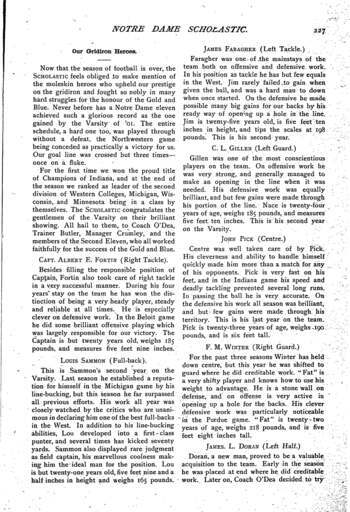 NOTRE DAME SCHOLASTIC. 227
Our Gridiron Heroes.
Now that the season of football is over, the
SCHOLASTIC feels obliged to make mention of
the moleskin heroes who upheld our prestige
on the gridiron and fought so nobly in many
hard struggles for the honour of the Gold and
Blue. Never before has a Notre Dame eleven
achieved such a glorious record as the one
gained by the Varsity of '01. The entire
schedule, a hard one too, was played through
without a defeat, the Northwestern game
being conceded as practically a victory for us.
Our goal line was crossed but three times—
once on a fluke.
For the first time we won the proud title
of Champions of Indiana, and at the end of
the season we ranked as leader of the second
division of Western Colleges, Michigan, Wis-
consin, and Minnesota being in a class by
themselves. The SCHOLASTIC congratulates the
gentlemen of the Varsity on their brilliant
showing. All hail to them, to Coach O'Dea,
Trainer Butler, Manager Crumley, and the
members of the Second Eleven, who all worked
faithfully for the success of the Gold and Blue.
CAPT. ALBERT E. FORTIN (Right Tackle).
Besides filling the responsible position of
Captain, Fortin also took care of right tackle
in a very successful manner. During his four
years' stay on the team he has won the dis-
tinction of being a very heady player, steady
and reliable at all times. He is especially
clever on defensive work. In the Beloit game
he did some brilliant offensive playing which
was largely responsible for our victory. The
Captain is but twenty years old, weighs 185
pounds, and measures five feet nine inches.
LOUIS SAMMON (Full-back).
This is Sammon's second year on the
Varsity. Last season he established a reputa-
tion for himself in the Michigan game by his
line-bucking, but this season he far surpassed
all previous efforts. His work all year was
closely watched by the critics who are unani-
mous in declaring him one of the best full-backs
in the West. In addition to his line-bucking
abilities, Lou developed into a first-class
punter, and several times has kicked seventy
yards. Sammon also displayed rare judgment
as field captain, his marvellous coolness mak-
ing him the ideal man for the position. Lou
is but twenty-one years old, five feet nine and a
half inches in height and weighs 165 pounds.
JAMES FARAGHER (Left Tackle.)
Faragher was one of the mainstays of the
team both on offensive and defensive work.
In his position as tackle he has but few equals
in the West. Jim rarely failed to gain when
given the ball, and was a hard man to down
when once started. On the defensive he made
possible many big gains for our backs by his
ready way of opening up a hole in the line.
Jim is twenty-five years old, is five feet ten
inches in height, and tips the scales at 198
pounds. This is his second year.
C. L. GILLEN (Left Guard.)
Gillen was one of the most conscientious
players on the team. On offensive work he
was very strong, and generally managed to
make an opening in the line when it was
needed. His defensive work was equally
brilliant, and but few gains were made through
his portion of the line. Nace is twenty-four
years of age, weighs 185 pounds, and measures
five feet ten inches. This is his second year
on the Varsity.
JOHN PICK (Centre.)
Centre was well taken care of by Pick.
His cleverness and ability to handle himself
quickly made him more than a match for any
of his opponents. Pick is very fast on his
feet, and in the Indiana game his speed and
deadly tackling prevented several long runs.
In passing the ball he is very accurate. On
the defensive his work all season was brilliant,
and but few gains were made through his
territory. This is his last year on the team.
Pick is twenty-three years of age, weighs 190
pounds, and is six feet tall.
F. M. WINTER (Right Guard.)
For the past three seasons Winter has held
down centre, but this year he was shifted to
guard where he did creditable work. "Fat" is
a very shifty player and knows how to use his
weight to advantage. He is a stone wall on
defense, and on offense is very active in
opening up a hole for the backs. His clever
defensive work was particularly noticeable
in the Purdue game. "Fat" is twenty-two
years of age, weighs 218 pounds, and is five
feet eight inches tall.
JAMES L. DORAN (Left Half.)
Doran, a new man, proved to be a valuable
acquisition to the team. Early in the season
he was placed at end where he did creditable
work. Later on, Coach O'Dea decided to try